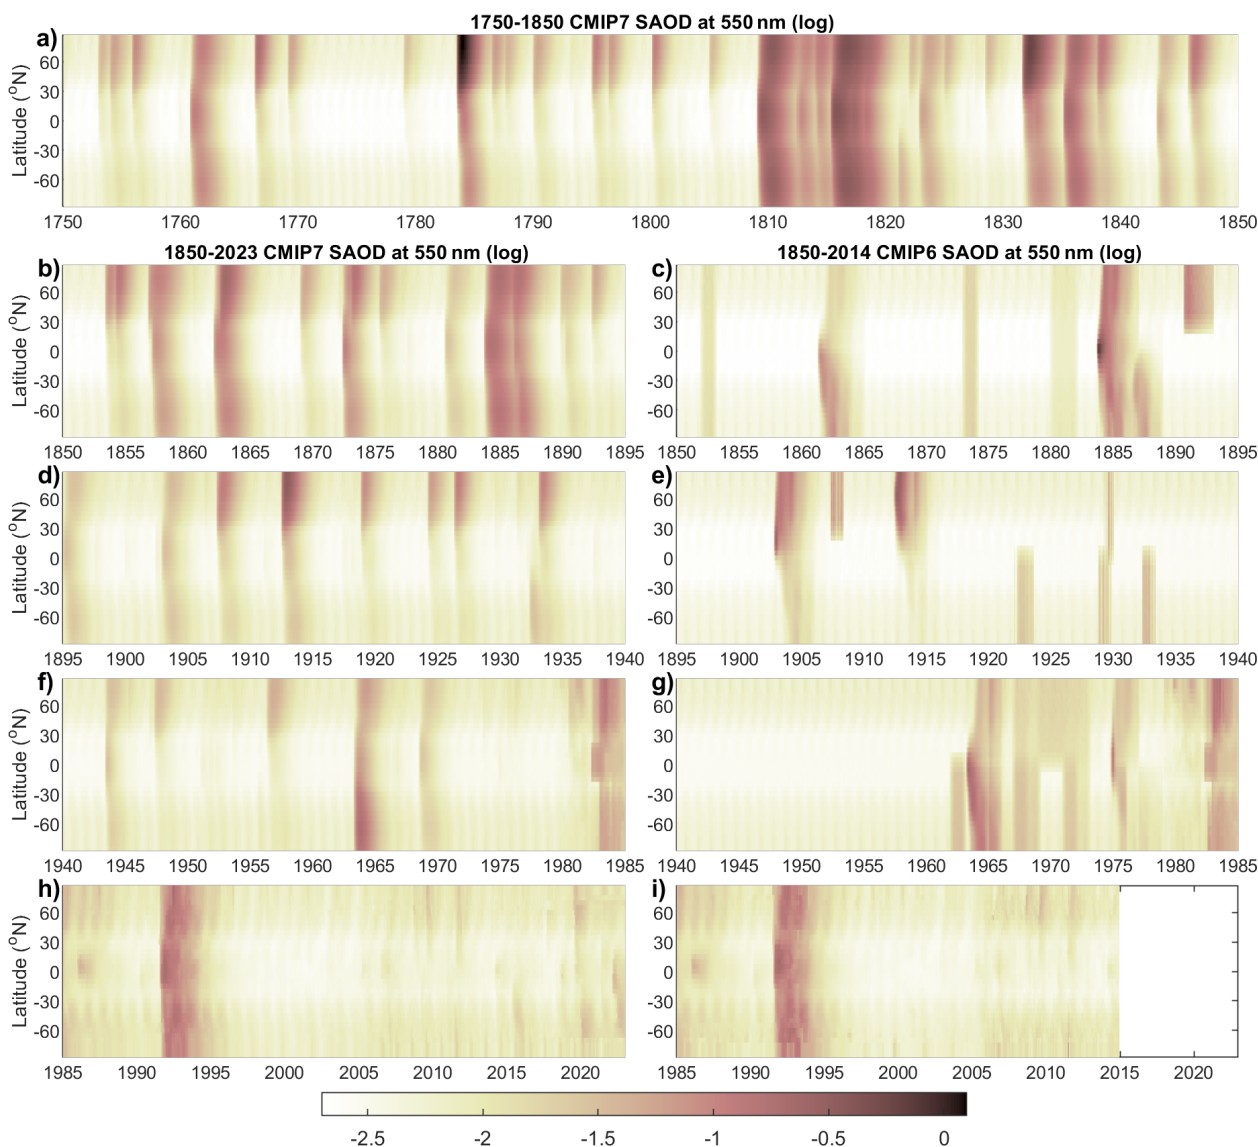 1750-1850 CMIP7 SAOD at 550 nm (log)
a)
Latitude (°N)
60
30
0
-30
-60
1750 1760 1770 1780 1790 1800 1810 1820 1830 1840 1850
1850-2023 CMIP7 SAOD at 550 nm (log)
1850-2014 CMIP6 SAOD at 550 nm (log)
b)
Latitude (°N)
60
30
0
-30
-60
1850 1855 1860 1865 1870 1875 1880 1885 1890 1895
c)
60
30
0
-30
-60
1850 1855 1860 1865 1870 1875 1880 1885 1890 1895
d)
Latitude (°N)
60
30
0
-30
-60
1895 1900 1905 1910 1915 1920 1925 1930 1935 1940
e)
60
30
0
-30
-60
1895 1900 1905 1910 1915 1920 1925 1930 1935 1940
f)
Latitude (°N)
60
30
0
-30
-60
1940 1945 1950 1955 1960 1965 1970 1975 1980 1985
g)
60
30
0
-30
-60
1940 1945 1950 1955 1960 1965 1970 1975 1980 1985
h)
Latitude (°N)
60
30
0
-30
-60
1985 1990 1995 2000 2005 2010 2015 2020
i)
60
30
0
-30
-60
1985 1990 1995 2000 2005 2010 2015 2020
-2.5 -2 -1.5 -1 -0.5 0